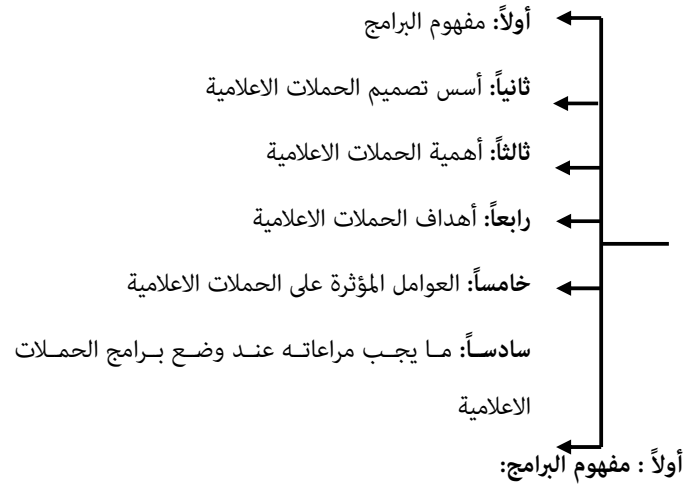 أولاً: مفهوم البرامج
ثانياً: أسس تصميم الحملات الاعلامية
ثالثاً: أهمية الحملات الاعلامية
رابعاً: أهداف الحملات الاعلامية
خامساً: العوامل المؤثرة على الحملات الاعلامية
سادساً: ما يجب مراعاته عند وضع برامج الحملات
الاعلامية
أولاً : مفهوم البرامج: